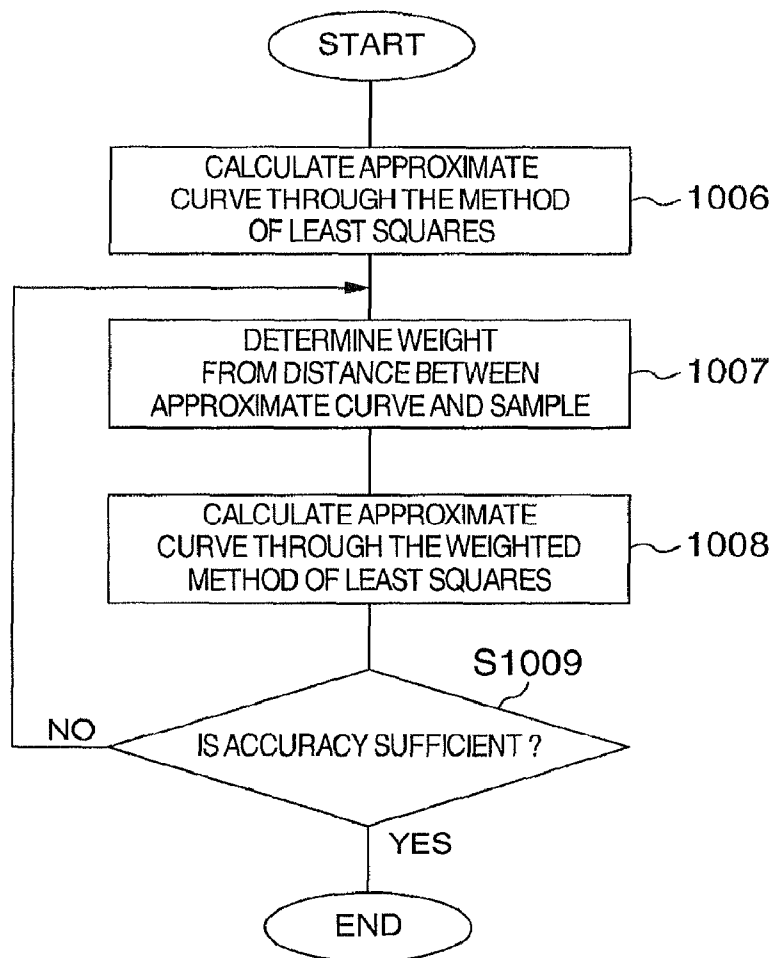 START
CALCULATE APPROXIMATE
CURVE THROUGH THE METHOD
OF LEAST SQUARES
1006
DETERMINE WEIGHT
FROM DISTANCE BETWEEN
APPROXIMATE CURVE AND SAMPLE
1007
CALCULATE APPROXIMATE
CURVE THROUGH THE WEIGHTED
METHOD OF LEAST SQUARES
1008
S1009
IS ACCURACY SUFFICIENT ?
NO
YES
END